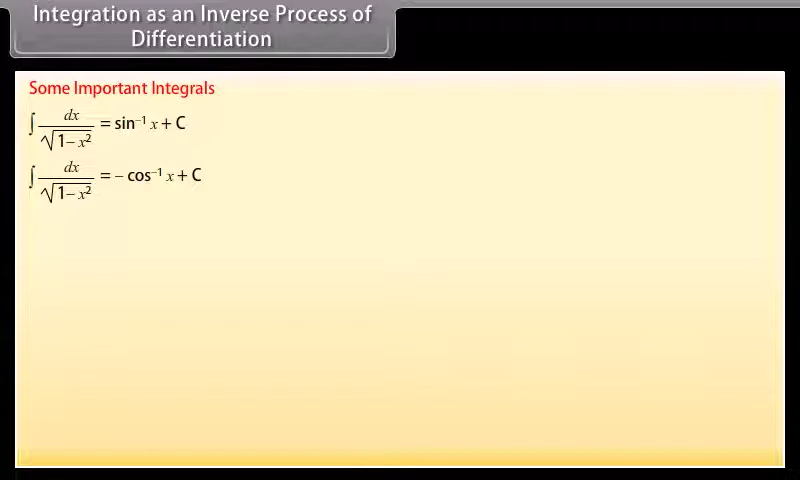 Integration as an Inverse Process of
Differentiation
Some Important Integrals
∫ dx/√(1–x²) = sin⁻¹ x + C
∫ dx/√(1–x²) = – cos⁻¹ x + C